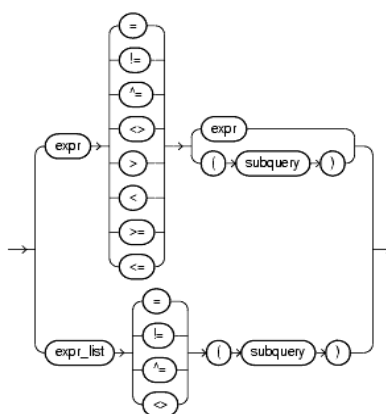 =
!=
^=
<>
expr
>
<
>=
<=
expr
( subquery )
expr_list
=
!=
^=
<>
( subquery )